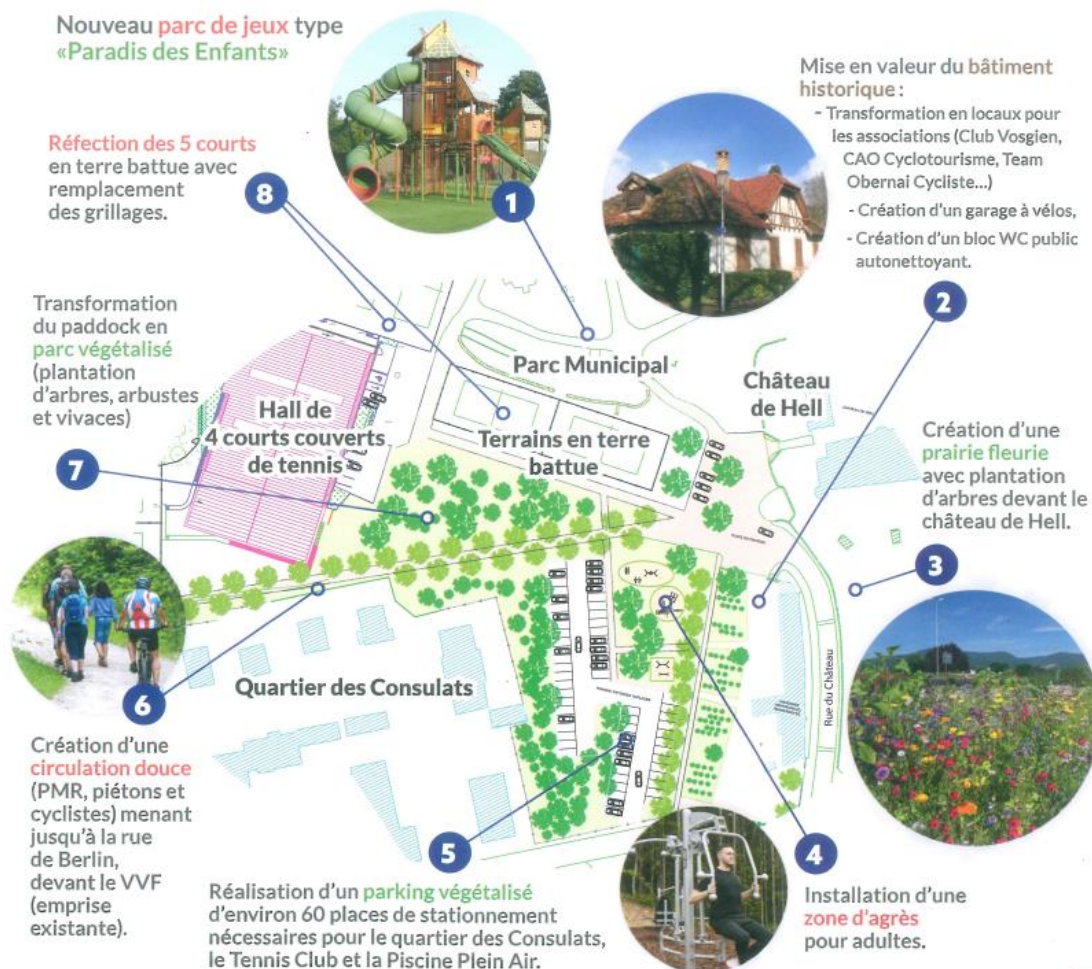 Nouveau parc de jeux type
«Paradis des Enfants»
Réfection des 5 courts
en terre battue avec
remplacement
des grillages.
8
1
Mise en valeur du bâtiment
historique :
- Transformation en locaux pour
les associations (Club Vosgien,
CAO Cyclotourisme, Team
Obernai Cycliste...)
- Création d'un garage à vélos,
- Création d'un bloc WC public
autonettoyant.
2
Transformation
du paddock en
parc végétalisé
(plantation
d'arbres, arbustes
et vivaces)
7
Hall de
4 courts couverts
de tennis
Parc Municipal
Terrains en terre
battue
Château
de Hell
Création d'une
prairie fleurie
avec plantation
d'arbres devant le
château de Hell.
3
Quartier des Consulats
Rue du Château
6
Création d'une
circulation douce
(PMR, piétons et
cyclistes) menant
jusqu'à la rue
de Berlin,
devant le VVF
(emprise
existante).
5
Réalisation d'un parking végétalisé
d'environ 60 places de stationnement
nécessaires pour le quartier des Consulats,
le Tennis Club et la Piscine Plein Air.
4
Installation d'une
zone d'agrès
pour adultes.